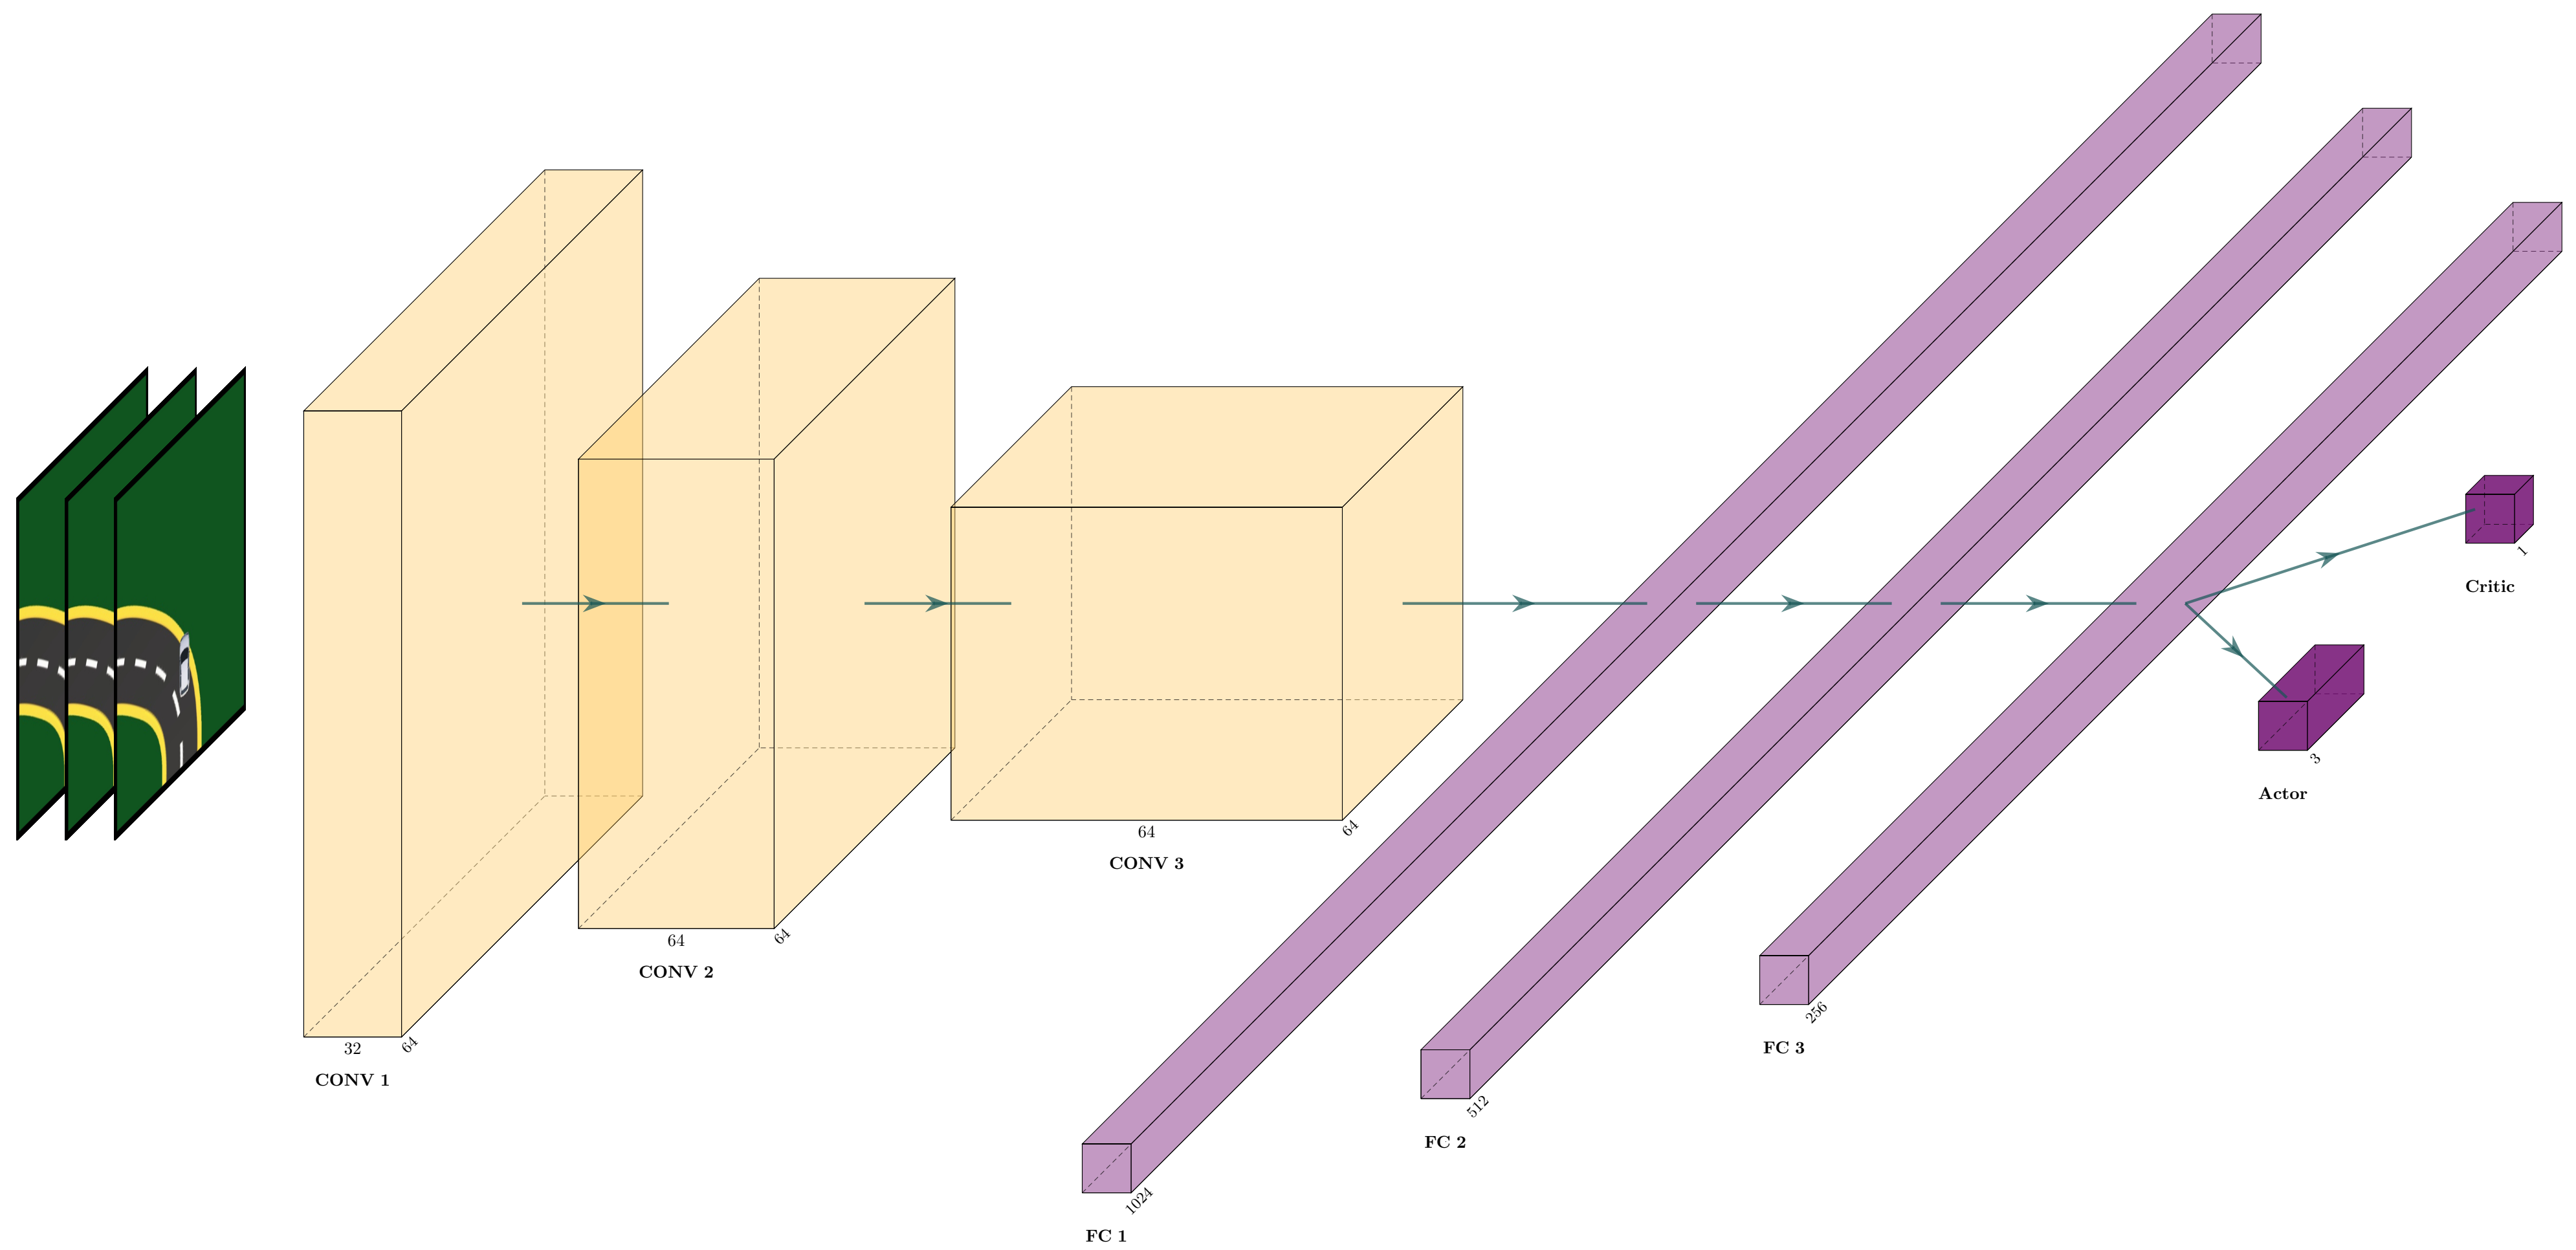 32
64
CONV 1
64
64
CONV 2
64
64
CONV 3
1024
FC 1
512
FC 2
256
FC 3
1
Critic
3
Actor